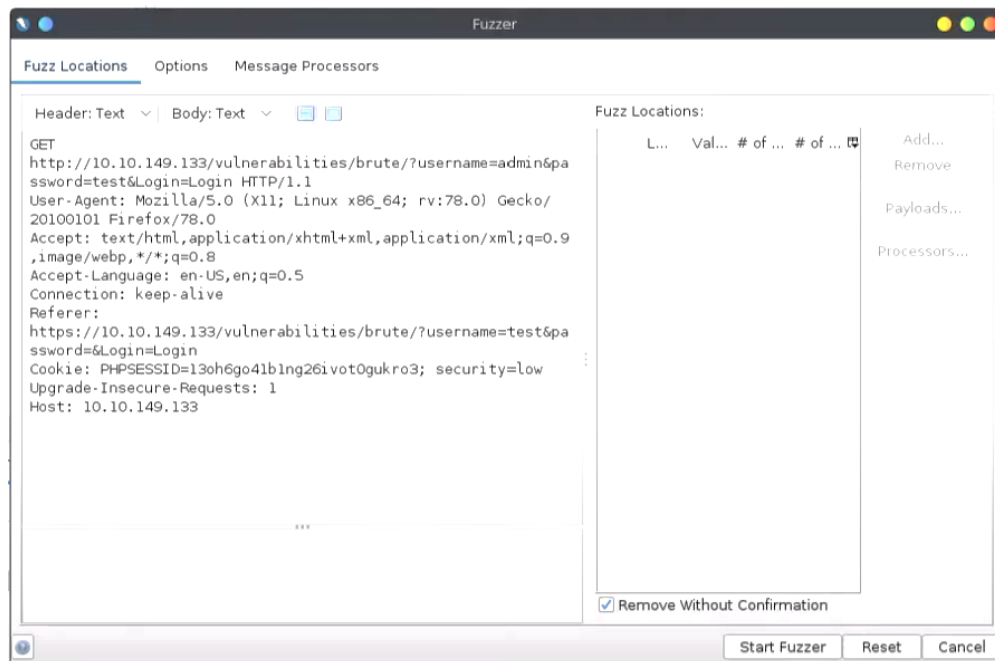 Fuzzer
Fuzz Locations Options Message Processors
Header: Text Body: Text
GET
http://10.10.149.133/vulnerabilities/brute/?username=admin&pa
ssword=test&Login=Login HTTP/1.1
User-Agent: Mozilla/5.0 (X11; Linux x86_64; rv:78.0) Gecko/
20100101 Firefox/78.0
Accept: text/html,application/xhtml+xml,application/xml;q=0.9
,image/webp,*/*;q=0.8
Accept-Language: en-US,en;q=0.5
Connection: keep-alive
Referer:
https://10.10.149.133/vulnerabilities/brute/?username=test&pa
ssword=&Login=Login
Cookie: PHPSESSID=l3oh6go41b1ng26ivot0gukro3; security=low
Upgrade-Insecure-Requests: 1
Host: 10.10.149.133
Fuzz Locations:
L... Val... # of ... # of ...
Add...
Remove
Payloads...
Processors...
Remove Without Confirmation
Start Fuzzer Reset Cancel